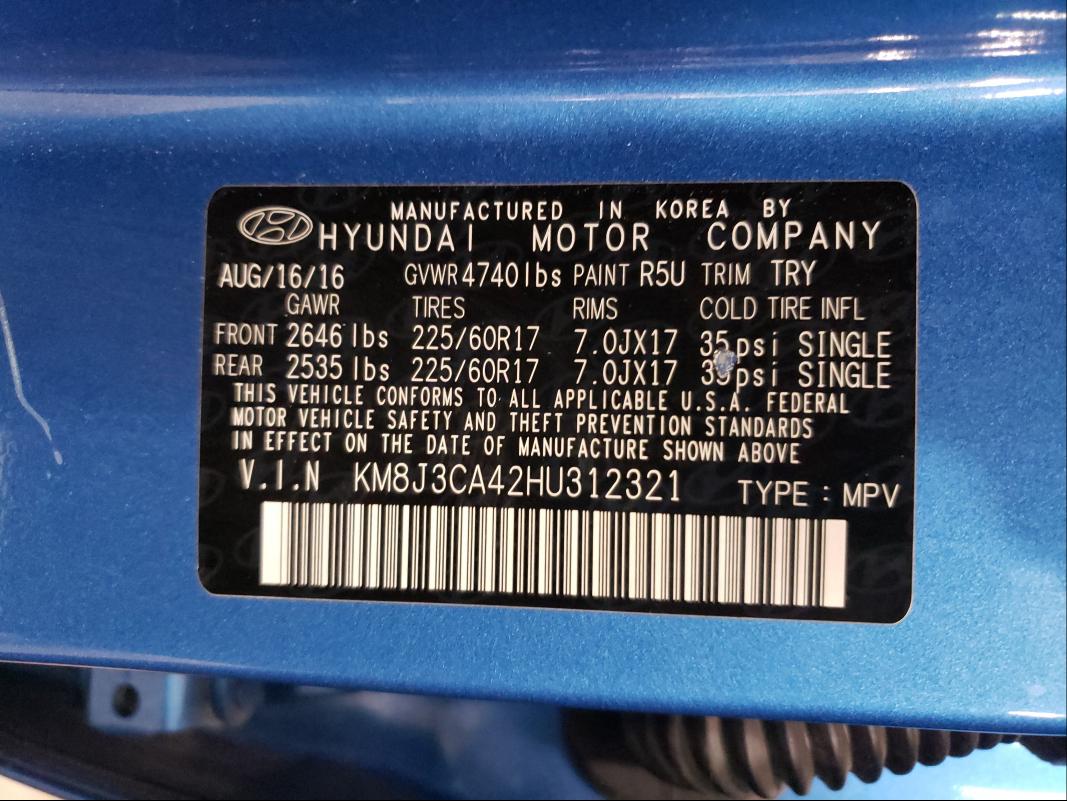 MANUFACTURED IN KOREA BY
HYUNDAI MOTOR COMPANY
AUG/16/16 GVWR 4740 lbs PAINT R5U TRIM TRY
GAWR TIRES RIMS COLD TIRE INFL
FRONT 2646 lbs 225/60R17 7.0JX17 35 psi SINGLE
REAR 2535 lbs 225/60R17 7.0JX17 35 psi SINGLE
THIS VEHICLE CONFORMS TO ALL APPLICABLE U.S.A. FEDERAL
MOTOR VEHICLE SAFETY AND THEFT PREVENTION STANDARDS
IN EFFECT ON THE DATE OF MANUFACTURE SHOWN ABOVE
V.I.N KM8J3CA42HU312321 TYPE : MPV